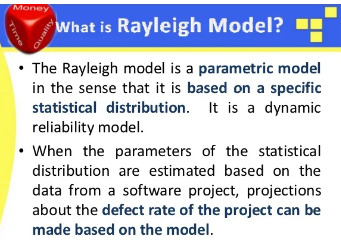 Money
Time
Quality
What is Rayleigh Model?
• The Rayleigh model is a parametric model
in the sense that it is based on a specific
statistical distribution. It is a dynamic
reliability model.
• When the parameters of the statistical
distribution are estimated based on the
data from a software project, projections
about the defect rate of the project can be
made based on the model.